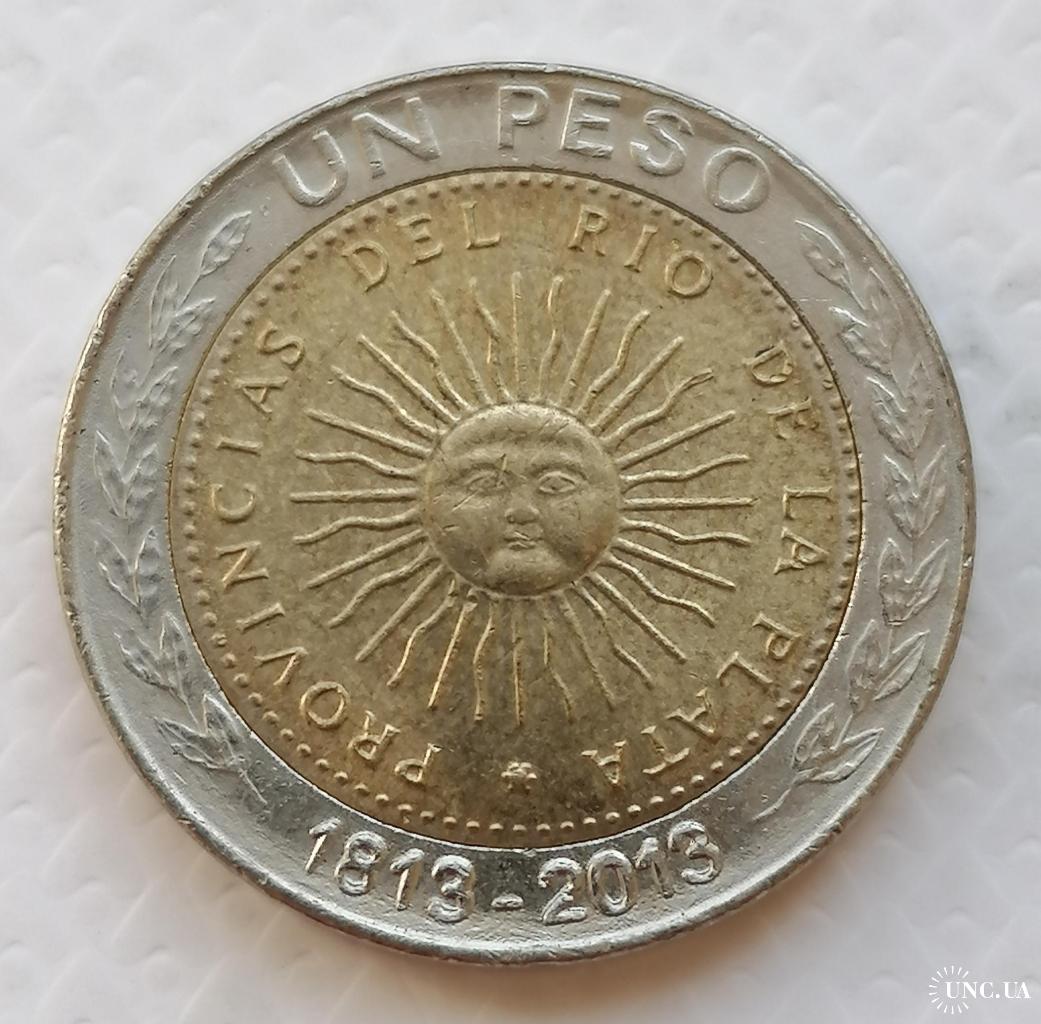 UN PESO
PROVINCIAS DEL RIO DE LA PLATA
1813-2013
UNC.UA